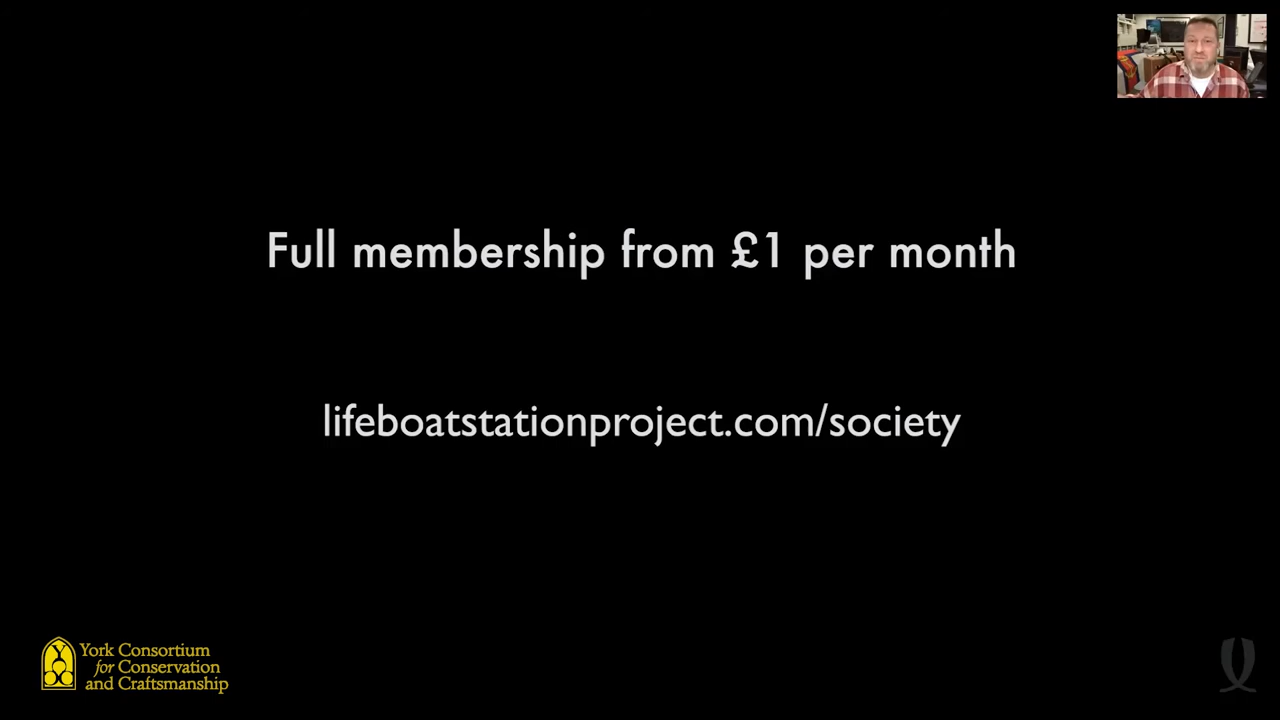 Full membership from £1 per month
lifeboatstationproject.com/society
York Consortium
for Conservation
and Craftsmanship